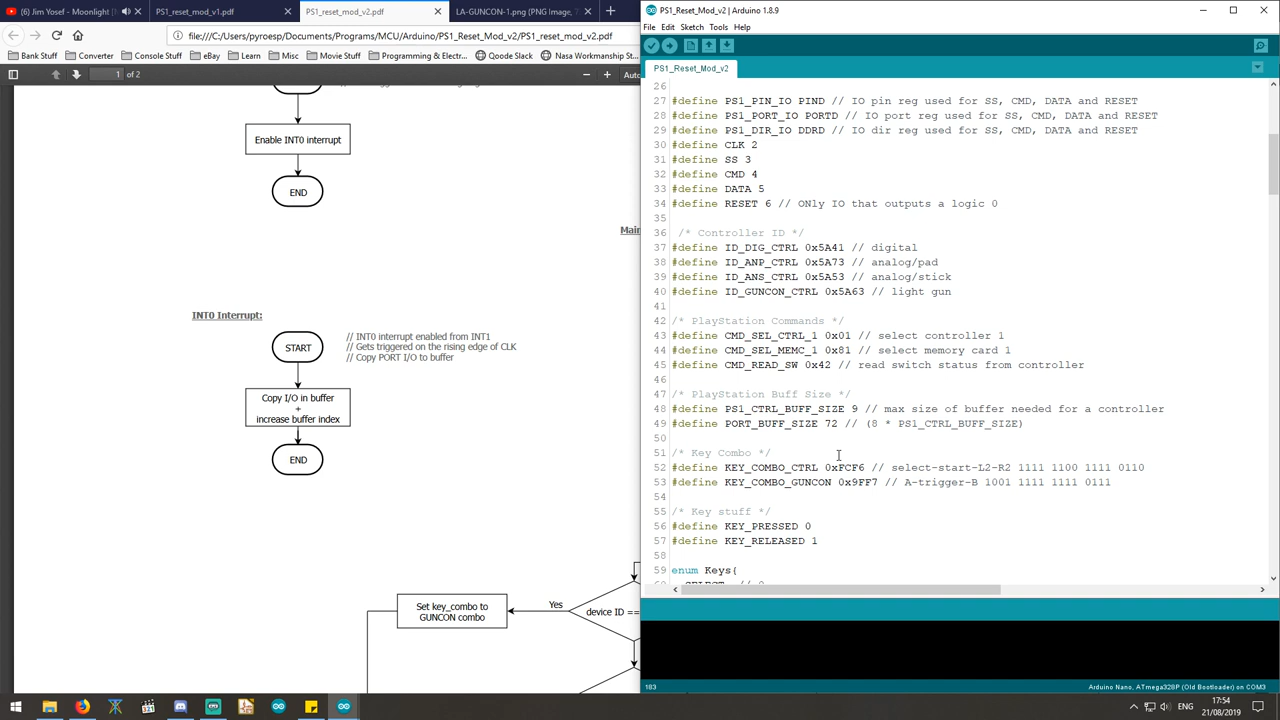 (6) Jim Yosef - Moonlight
PS1_reset_mod_v1.pdf
PS1_reset_mod_v2.pdf
LA-GUNCON-1.png (PNG Image, 7
file:///C:/Users/pyroesp/Documents/Programs/MCU/Arduino/PS1_Reset_Mod_v2/PS1_reset_mod_v2.pdf
Bank Stuff
Converter
Console Stuff
eBay
Learn
Misc
Movie Stuff
Programming & Electr...
Qoode Slack
Nasa Workmanship St
1 of 2
Auto
Enable INT0 interrupt
END
Main
INT0 Interrupt:
START
// INT0 interrupt enabled from INT1
// Gets triggered on the rising edge of CLK
// Copy PORT I/O to buffer
Copy I/O in buffer
+
increase buffer index
END
Set key_combo to
GUNCON combo
Yes
device ID ==
PS1_Reset_Mod_v2 | Arduino 1.8.9
File Edit Sketch Tools Help
PS1_Reset_Mod_v2
26
27 #define PS1_PIN_IO PIND // IO pin reg used for SS, CMD, DATA and RESET
28 #define PS1_PORT_IO PORTD // IO port reg used for SS, CMD, DATA and RESET
29 #define PS1_DIR_IO DDRD // IO dir reg used for SS, CMD, DATA and RESET
30 #define CLK 2
31 #define SS 3
32 #define CMD 4
33 #define DATA 5
34 #define RESET 6 // ONly IO that outputs a logic 0
35
36 /* Controller ID */
37 #define ID_DIG_CTRL 0x5A41 // digital
38 #define ID_ANP_CTRL 0x5A73 // analog/pad
39 #define ID_ANS_CTRL 0x5A53 // analog/stick
40 #define ID_GUNCON_CTRL 0x5A63 // light gun
41
42 /* PlayStation Commands */
43 #define CMD_SEL_CTRL_1 0x01 // select controller 1
44 #define CMD_SEL_MEMC_1 0x81 // select memory card 1
45 #define CMD_READ_SW 0x42 // read switch status from controller
46
47 /* PlayStation Buff Size */
48 #define PS1_CTRL_BUFF_SIZE 9 // max size of buffer needed for a controller
49 #define PORT_BUFF_SIZE 72 // (8 * PS1_CTRL_BUFF_SIZE)
50
51 /* Key Combo */
52 #define KEY_COMBO_CTRL 0xFCF6 // select-start-L2-R2 1111 1100 1111 0110
53 #define KEY_COMBO_GUNCON 0x9FF7 // A-trigger-B 1001 1111 1111 0111
54
55 /* Key stuff */
56 #define KEY_PRESSED 0
57 #define KEY_RELEASED 1
58
59 enum Keys{
183
Arduino Nano, ATmega328P (Old Bootloader) on COM3
ENG
17:54
21/08/2019